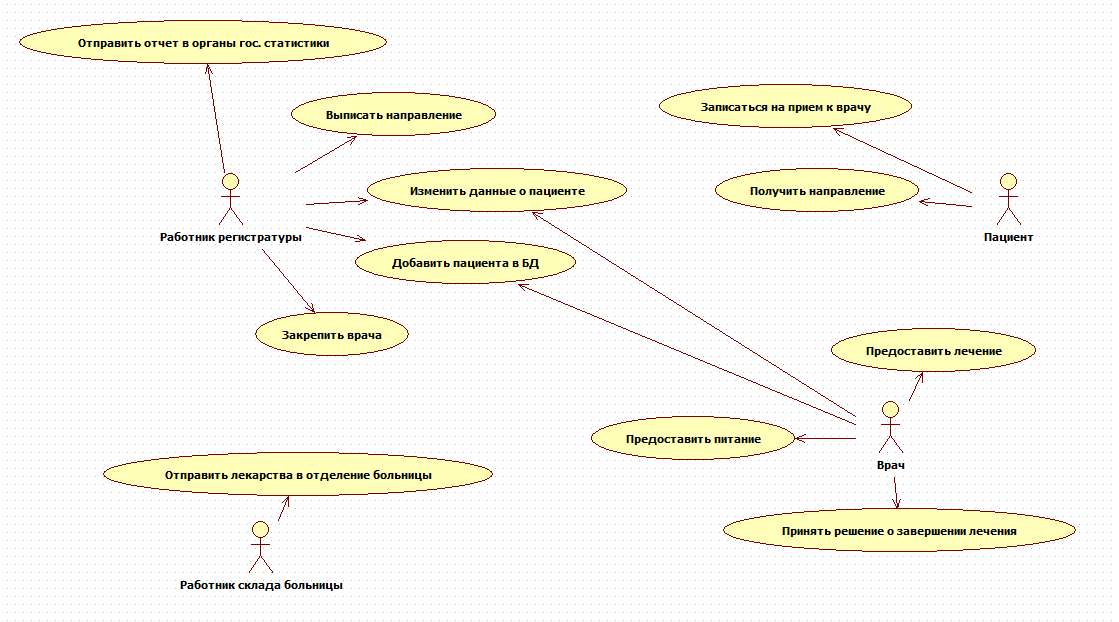 Отправить отчет в органы гос. статистики
Выписать направление
Записаться на прием к врачу
Изменить данные о пациенте
Получить направление
Работник регистратуры
Пациент
Добавить пациента в БД
Закрепить врача
Предоставить лечение
Предоставить питание
Врач
Отправить лекарства в отделение больницы
Принять решение о завершении лечения
Работник склада больницы